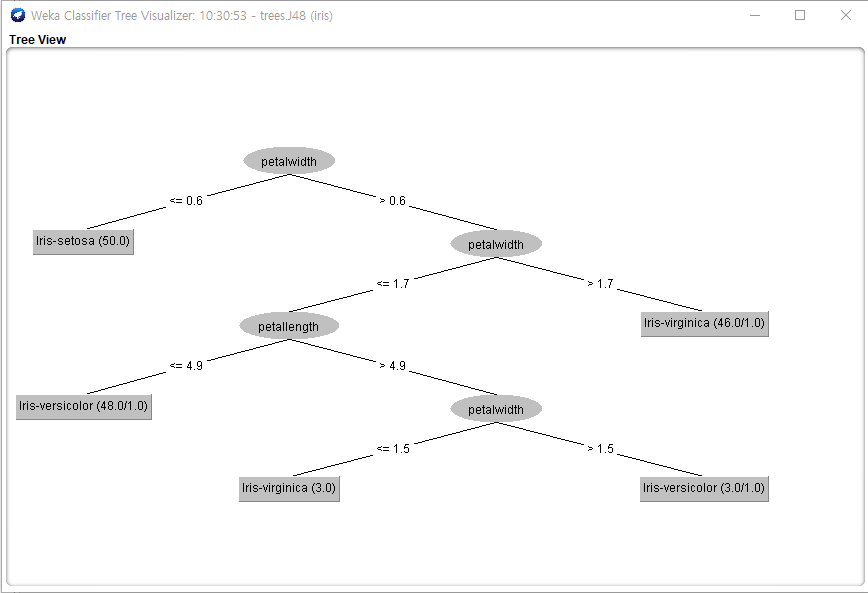 Weka Classifier Tree Visualizer: 10:30:53 - trees.J48 (iris)
Tree View
petalwidth
<= 0.6
> 0.6
Iris-setosa (50.0)
petalwidth
<= 1.7
> 1.7
petallength
Iris-virginica (46.0/1.0)
<= 4.9
> 4.9
Iris-versicolor (48.0/1.0)
petalwidth
<= 1.5
> 1.5
Iris-virginica (3.0)
Iris-versicolor (3.0/1.0)